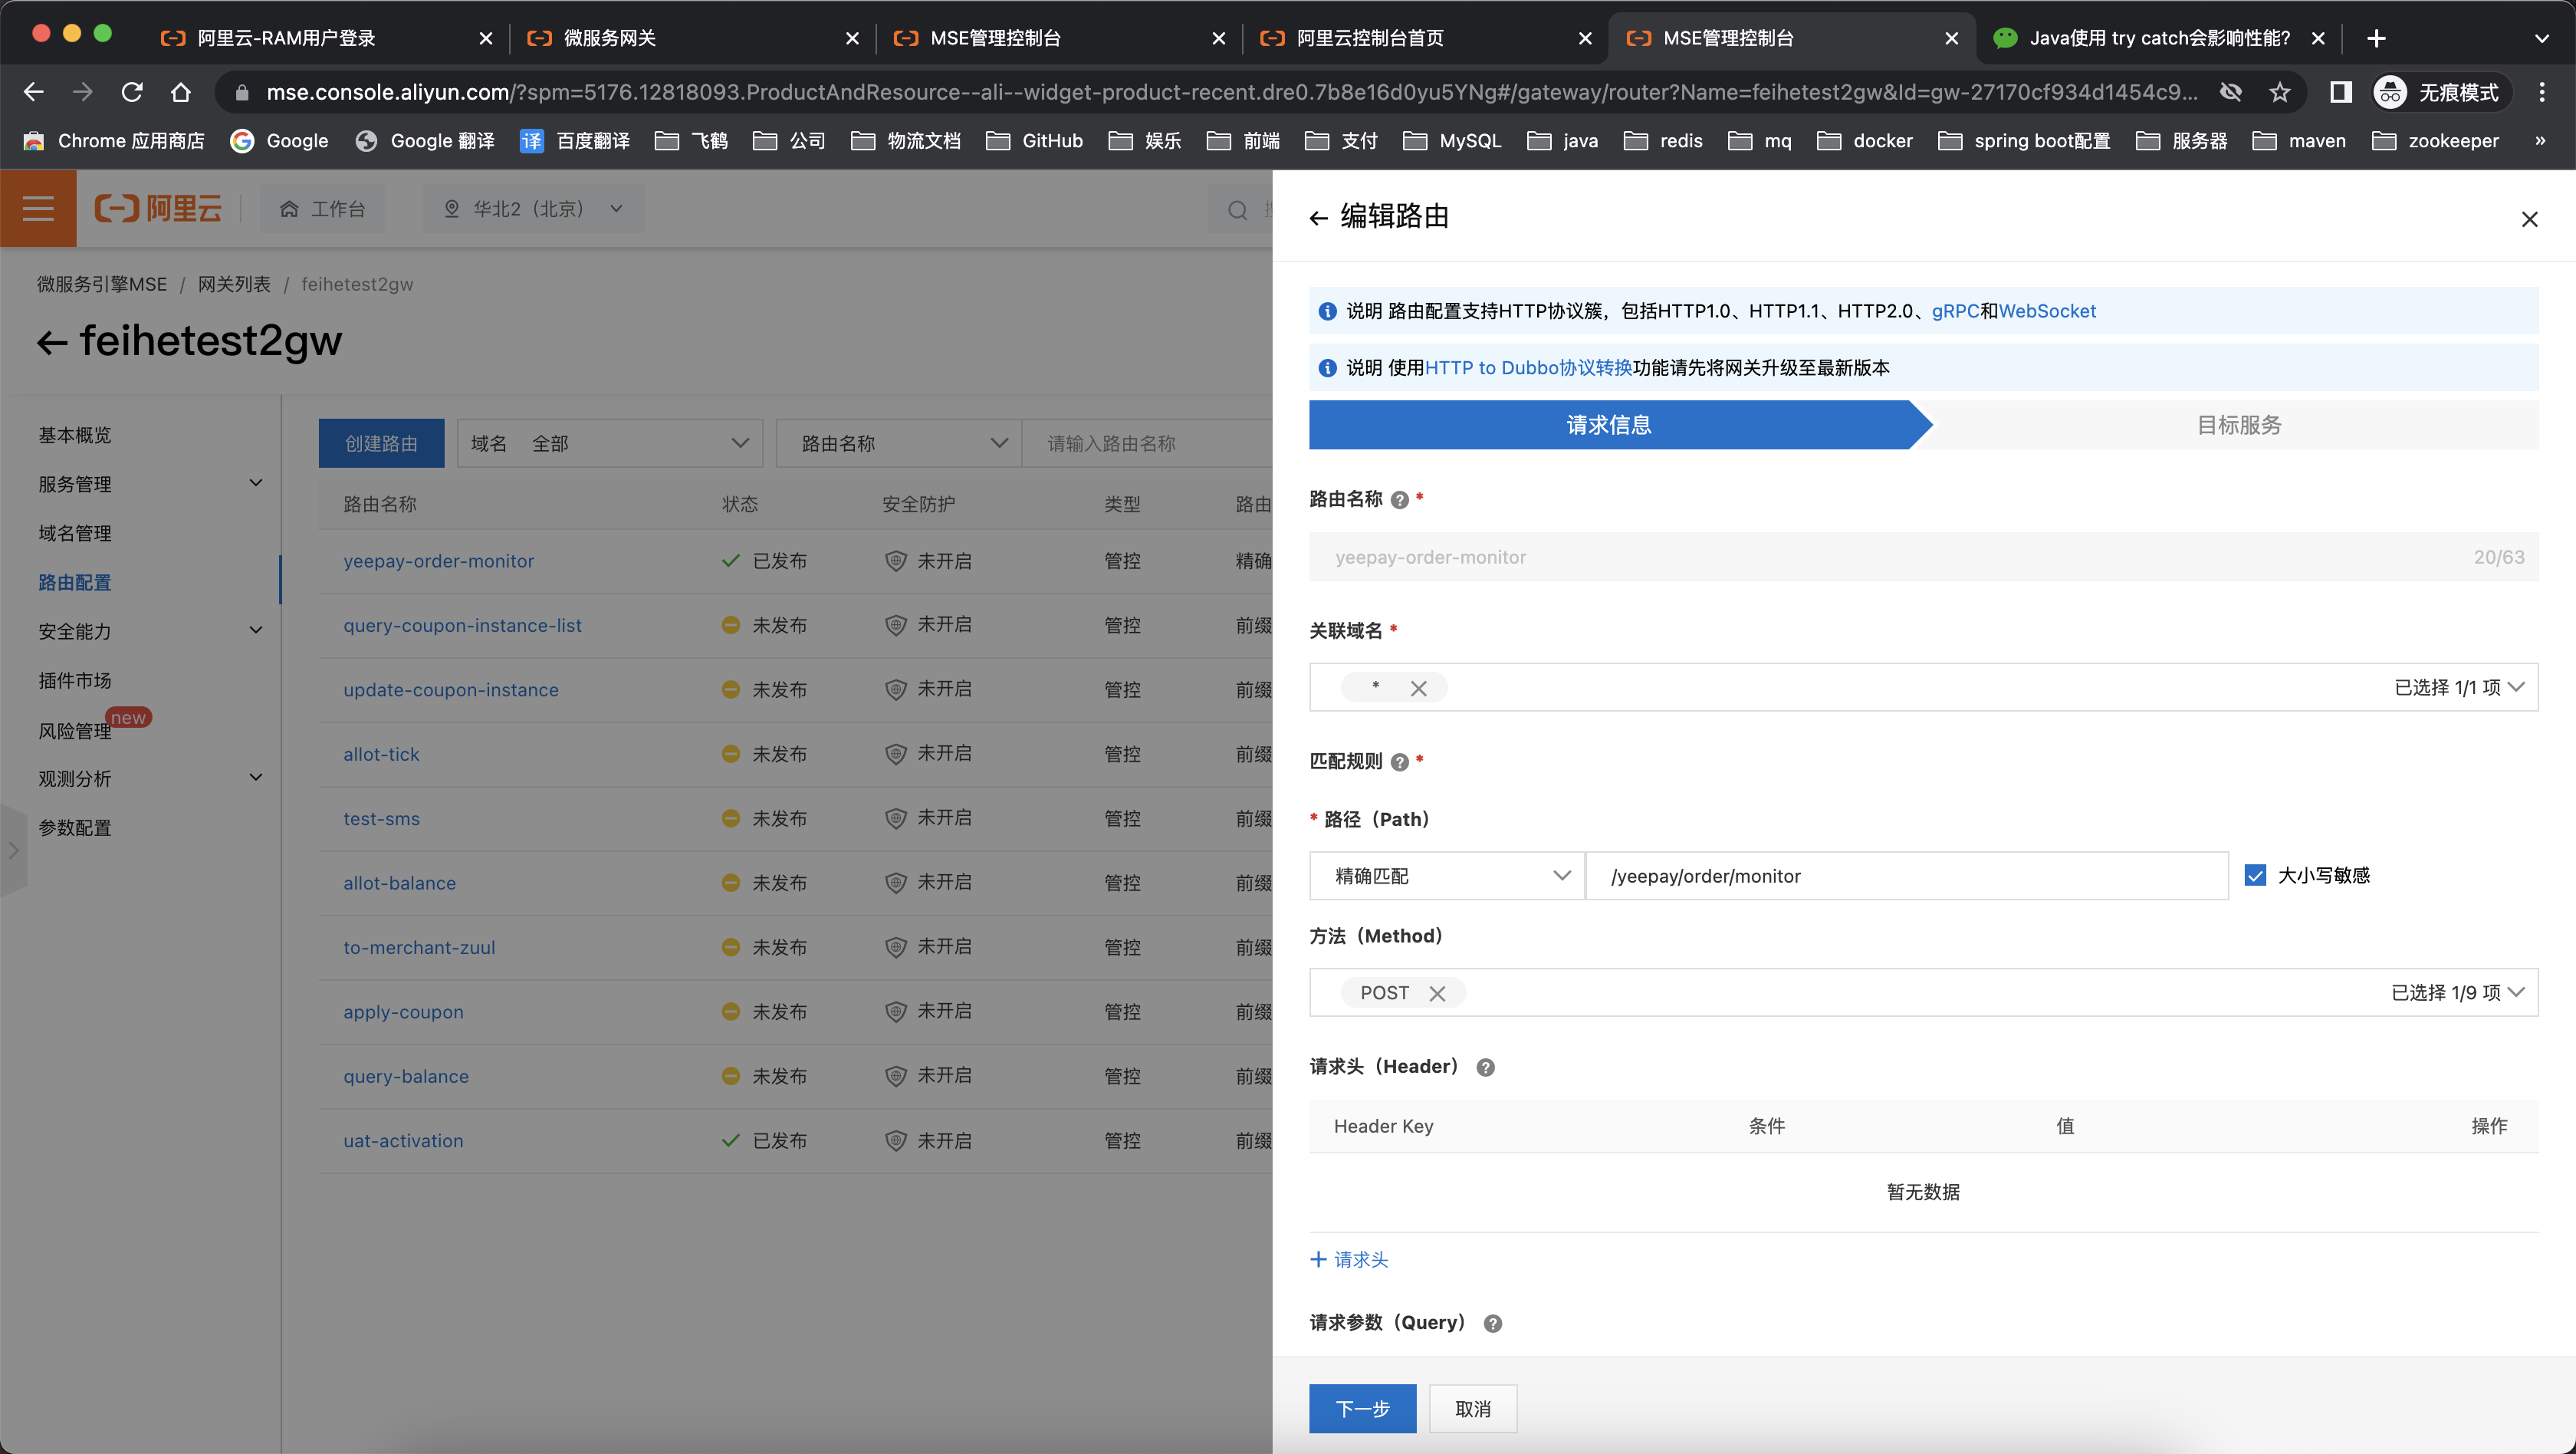 阿里云-RAM用户登录
微服务网关
MSE管理控制台
阿里云控制台首页
MSE管理控制台
Java使用 try catch会影响性能?
mse.console.aliyun.com/?spm=5176.12818093.ProductAndResource--ali--widget-product-recent.dre0.7b8e16d0yu5YNg#/gateway/router?Name=feihetest2gw&Id=gw-27170cf934d1454c9...
无痕模式
Chrome 应用商店
Google
Google 翻译
译 百度翻译
飞鹤
公司
物流文档
GitHub
娱乐
前端
支付
MySQL
java
redis
mq
docker
spring boot配置
服务器
maven
zookeeper
»
阿里云
工作台
华北2（北京）
微服务引擎MSE / 网关列表 / feihetest2gw
feihetest2gw
基本概览
服务管理
域名管理
路由配置
安全能力
插件市场
风险管理 new
观测分析
参数配置
创建路由
域名 全部
路由名称
请输入路由名称
路由名称 状态 安全防护 类型 路由
yeepay-order-monitor 已发布 未开启 管控 精确
query-coupon-instance-list 未发布 未开启 管控 前缀
update-coupon-instance 未发布 未开启 管控 前缀
allot-tick 未发布 未开启 管控 前缀
test-sms 未发布 未开启 管控 前缀
allot-balance 未发布 未开启 管控 前缀
to-merchant-zuul 未发布 未开启 管控 前缀
apply-coupon 未发布 未开启 管控 前缀
query-balance 未发布 未开启 管控 前缀
uat-activation 已发布 未开启 管控 前缀
编辑路由
说明 路由配置支持HTTP协议簇，包括HTTP1.0、HTTP1.1、HTTP2.0、gRPC和WebSocket
说明 使用HTTP to Dubbo协议转换功能请先将网关升级至最新版本
请求信息
目标服务
路由名称 *
yeepay-order-monitor 20/63
关联域名 *
* 已选择 1/1 项
匹配规则 *
* 路径（Path）
精确匹配 /yeepay/order/monitor 大小写敏感
方法（Method）
POST 已选择 1/9 项
请求头（Header）
Header Key 条件 值 操作
暂无数据
+ 请求头
请求参数（Query）
下一步 取消